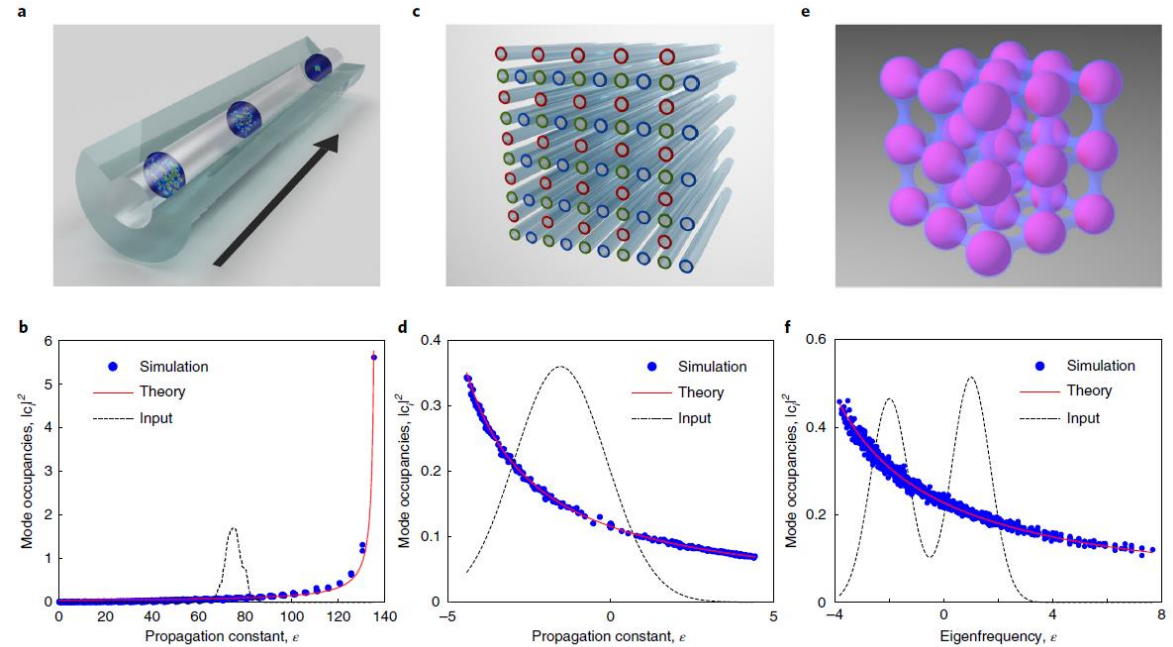 a
c
e
b
6
5
4
3
2
1
0
0 20 40 60 80 100 120 140
Mode occupancies, |c_i|²
Propagation constant, ε
Simulation
Theory
Input
d
0.4
0.3
0.2
0.1
0
−5 0 5
Mode occupancies, |c_i|²
Propagation constant, ε
Simulation
Theory
Input
f
0.6
0.4
0.2
0
−4 0 4 8
Mode occupancies, |c_i|²
Eigenfrequency, ε
Simulation
Theory
Input